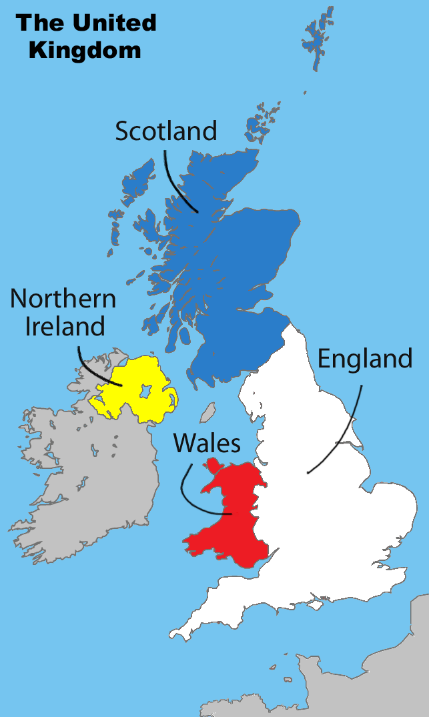 The United
Kingdom
Scotland
Northern
Ireland
England
Wales